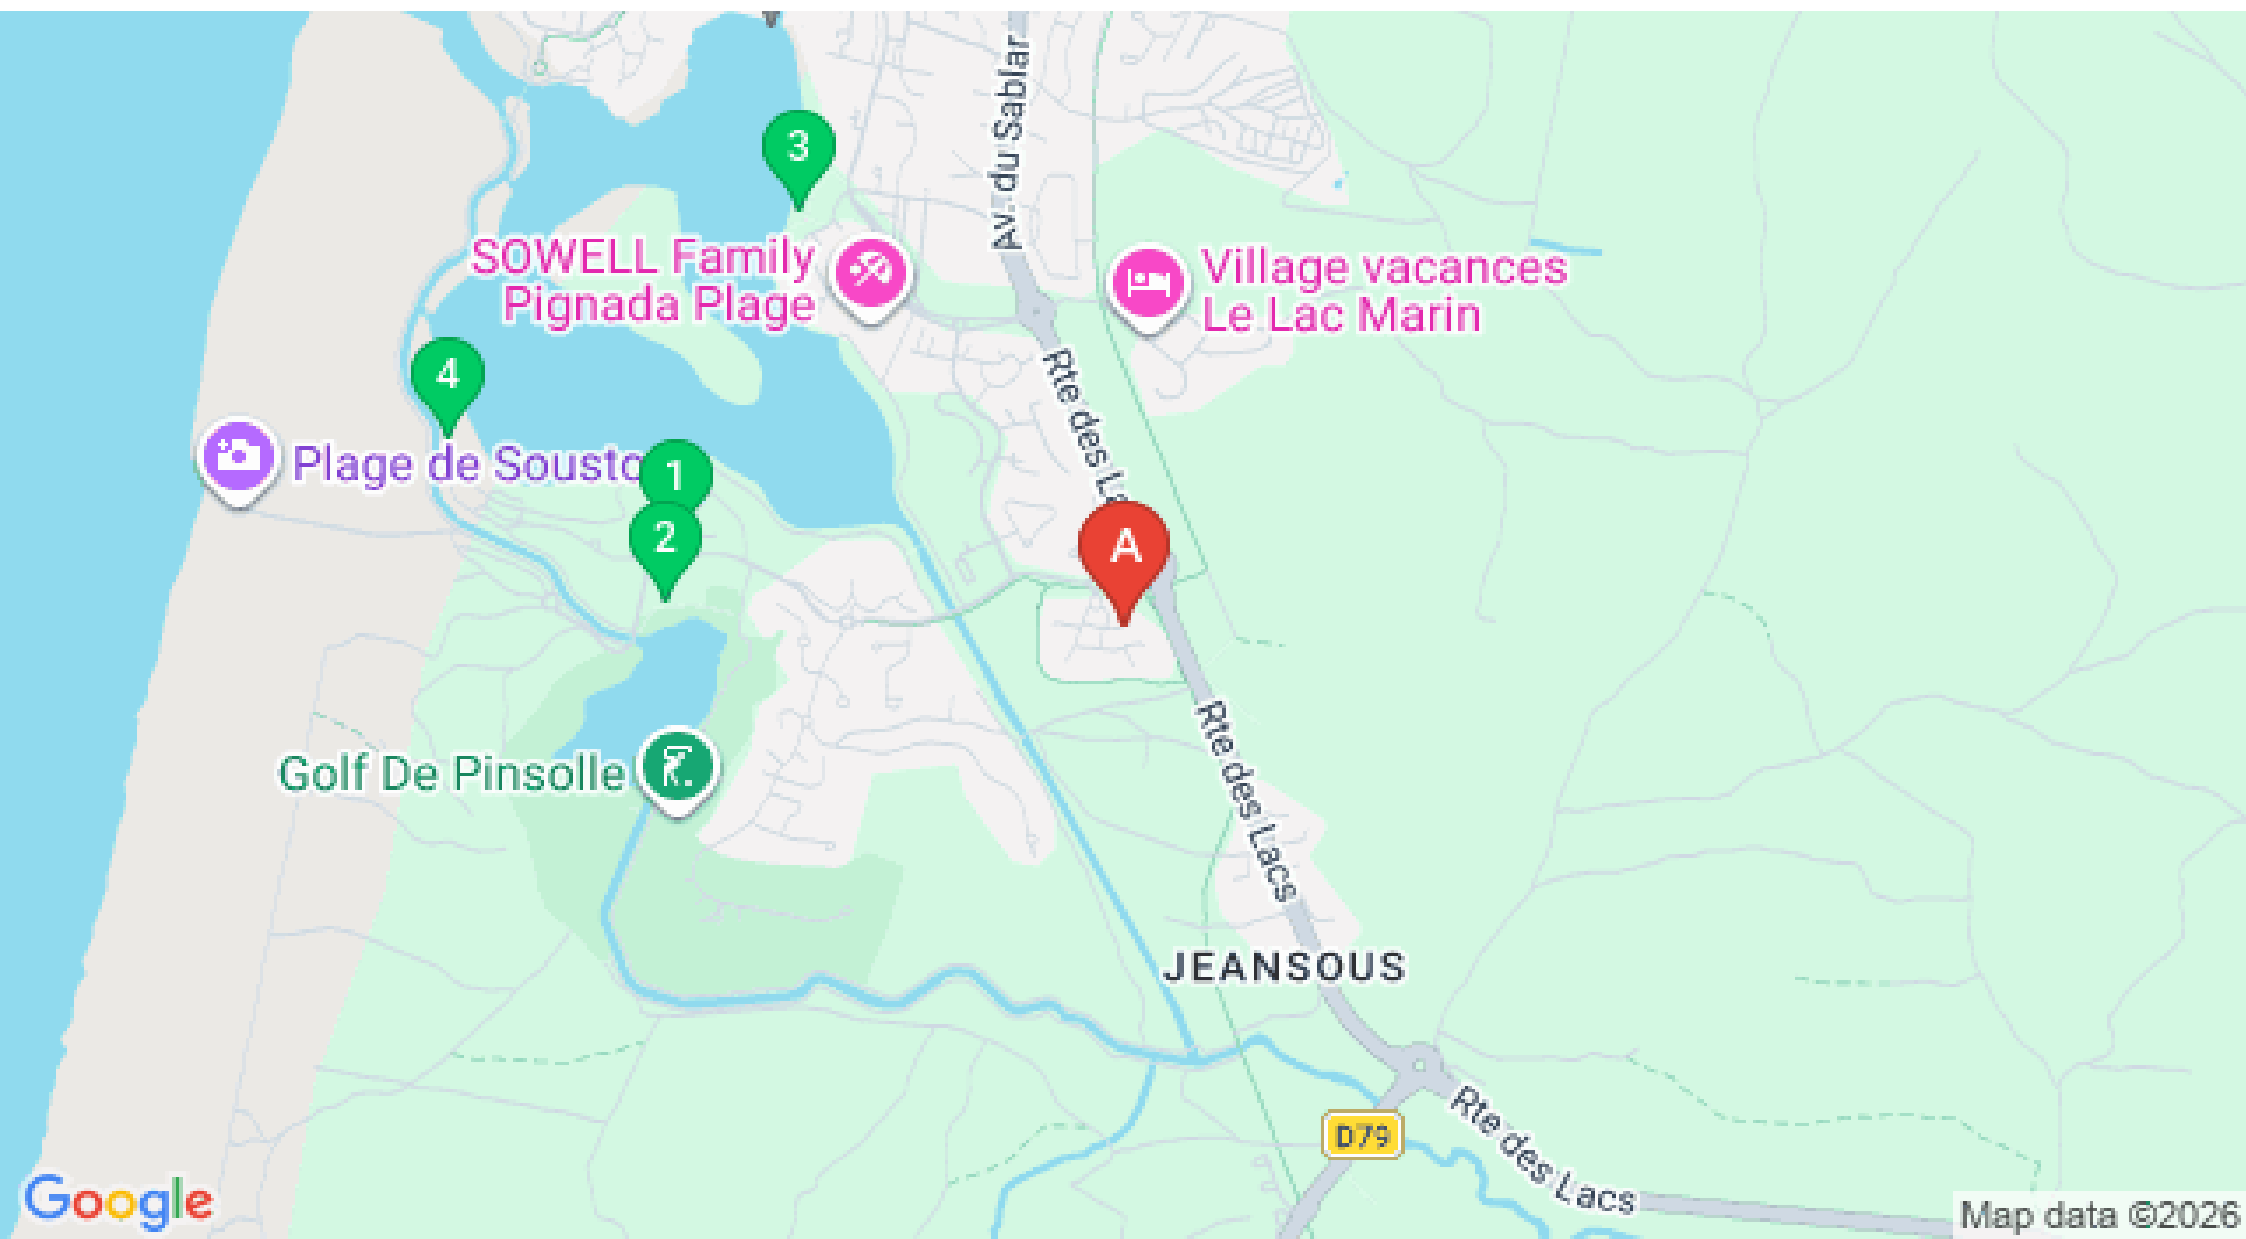 Av. du Sablar
3
SOWELL Family
Pignada Plage
Village vacances
Le Lac Marin
4
Rte des La
Plage de Sousto
1
2
A
Rte des Lacs
Golf De Pinsolle
JEANSOUS
D79
Rte des Lacs
Google
Map data ©2026